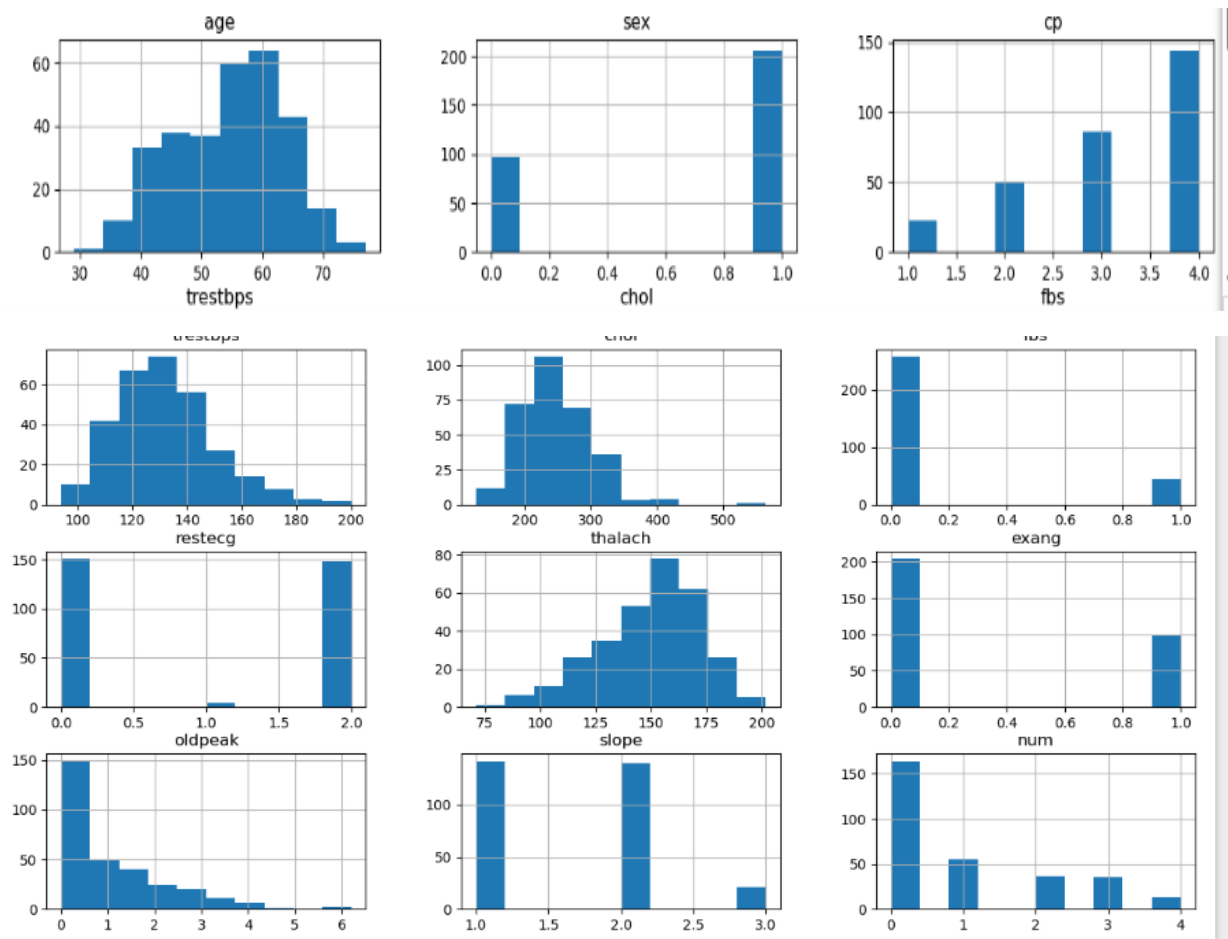 age sex cp
200 150
60
150
40 100
100
20 50
50
0 0 0
30 40 50 60 70 0.0 0.2 0.4 0.6 0.8 1.0 1.0 1.5 2.0 2.5 3.0 3.5 4.0
trestbps chol fbs
trestbps chol fbs
60 100 200
75
40
50 100
20 25
0 0 0
100 120 140 160 180 200 200 300 400 500 0.0 0.2 0.4 0.6 0.8 1.0
restecg thalach exang
150 80 200
60 150
100
40 100
50 20 50
0 0 0
0.0 0.5 1.0 1.5 2.0 75 100 125 150 175 200 0.0 0.2 0.4 0.6 0.8 1.0
oldpeak slope num
150 150
100 100 100
50 50 50
0 0 0
0 1 2 3 4 5 6 1.0 1.5 2.0 2.5 3.0 0 1 2 3 4